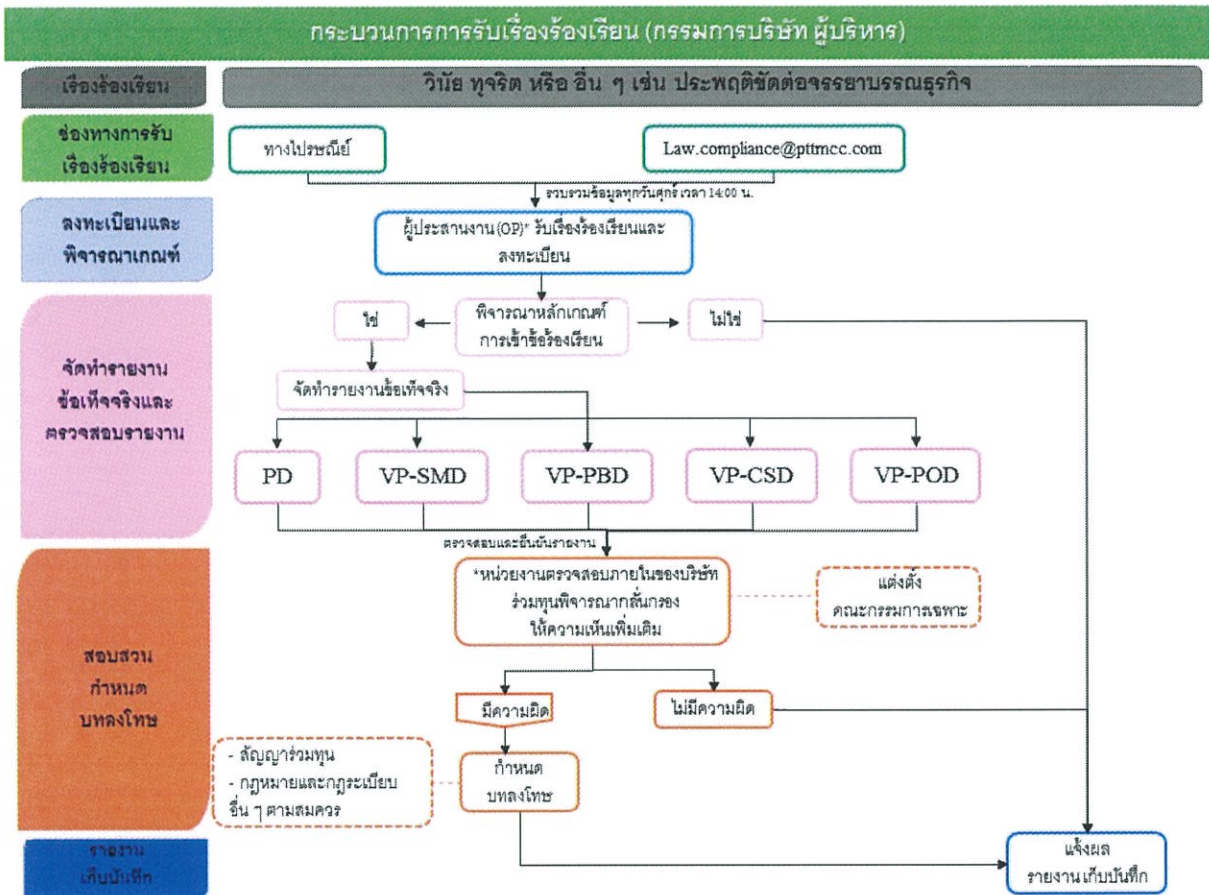 กระบวนการการรับเรื่องร้องเรียน (กรรมการบริษัท ผู้บริหาร)
เรื่องร้องเรียน
วินัย ทุจริต หรือ อื่น ๆ เช่น ประพฤติขัดต่อจรรยาบรรณธุรกิจ
ช่องทางการรับ
เรื่องร้องเรียน
ทางไปรษณีย์
Law.compliance@pttmcc.com
รวบรวมข้อมูลทุกวันศุกร์ เวลา 14:00 น.
ลงทะเบียนและ
พิจารณาเกณฑ์
ผู้ประสานงาน(OP)* รับเรื่องร้องเรียนและ
ลงทะเบียน
จัดทำรายงาน
ข้อเท็จจริงและ
ตรวจสอบรายงาน
ใช่
พิจารณาหลักเกณฑ์
การเข้าข้อร้องเรียน
ไม่ใช่
จัดทำรายงานข้อเท็จจริง
PD
VP-SMD
VP-PBD
VP-CSD
VP-POD
ตรวจสอบและยืนยันรายงาน
สอบสวน
กำหนด
บทลงโทษ
*หน่วยงานตรวจสอบภายในของบริษัท
ร่วมทุนพิจารณากลั่นกรอง
ให้ความเห็นเพิ่มเติม
แต่งตั้ง
คณะกรรมการเฉพาะ
มีความผิด
ไม่มีความผิด
- สัญญาร่วมทุน
- กฎหมายและกฎระเบียบ
อื่น ๆ ตามสมควร
กำหนด
บทลงโทษ
รายงาน
เก็บบันทึก
แจ้งผล
รายงาน เก็บบันทึก